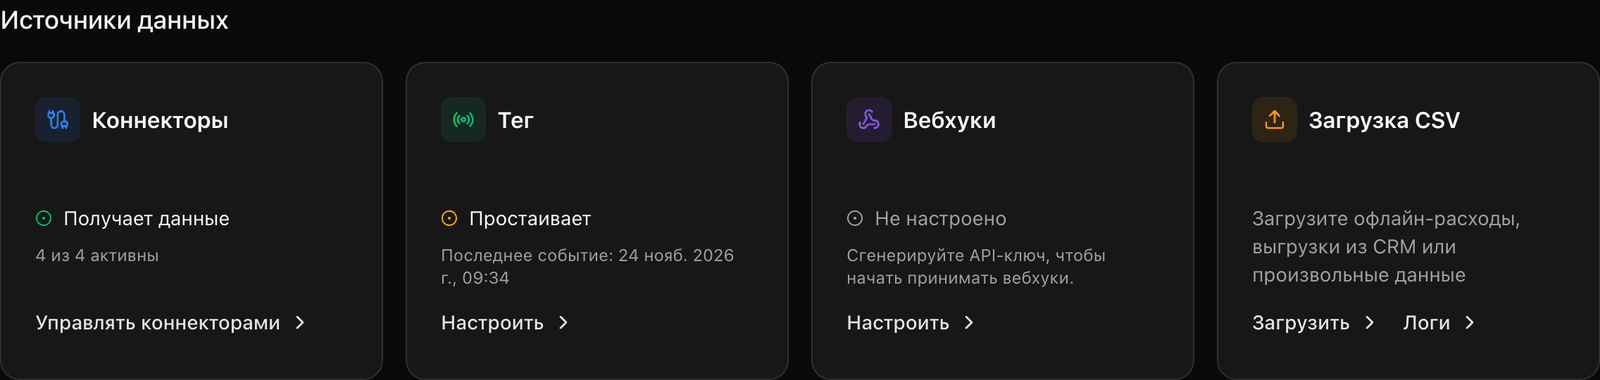 Источники данных
Коннекторы
Получает данные
4 из 4 активны
Управлять коннекторами
Тег
Простаивает
Последнее событие: 24 нояб. 2026
г., 09:34
Настроить
Вебхуки
Не настроено
Сгенерируйте API-ключ, чтобы
начать принимать вебхуки.
Настроить
Загрузка CSV
Загрузите офлайн-расходы,
выгрузки из CRM или
произвольные данные
Загрузить
Логи